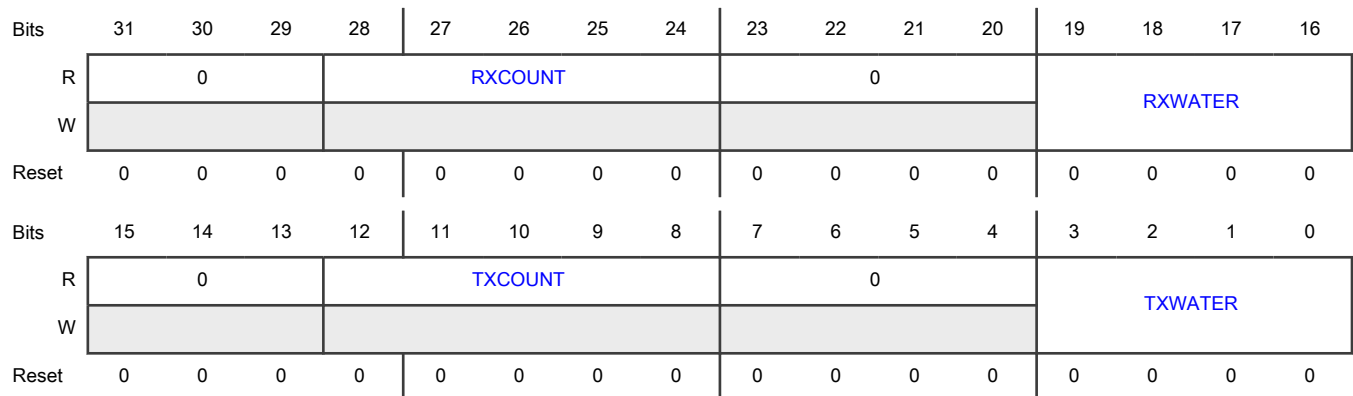 Bits 31 30 29 28 27 26 25 24 23 22 21 20 19 18 17 16
R 0 RXCOUNT 0 RXWATER
W
Reset 0 0 0 0 0 0 0 0 0 0 0 0 0 0 0 0
Bits 15 14 13 12 11 10 9 8 7 6 5 4 3 2 1 0
R 0 TXCOUNT 0 TXWATER
W
Reset 0 0 0 0 0 0 0 0 0 0 0 0 0 0 0 0